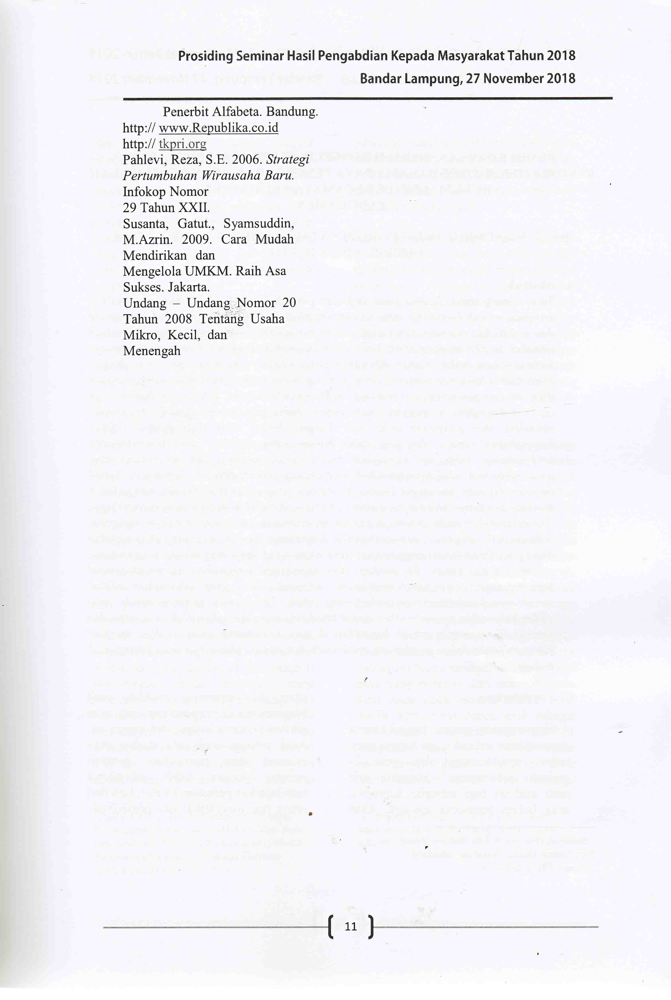 Prosiding Seminar Hasil Pengabdian Kepada Masyarakat Tahun 2018
Bandar Lampung, 27 November 2018
Penerbit Alfabeta. Bandung.
http:// www.Republika.co.id
http:// tkpri.org
Pahlevi, Reza, S.E. 2006. Strategi
Pertumbuhan Wirausaha Baru.
Infokop Nomor
29 Tahun XXII.
Susanta, Gatut., Syamsuddin,
M.Azrin. 2009. Cara Mudah
Mendirikan dan
Mengelola UMKM. Raih Asa
Sukses. Jakarta.
Undang – Undang Nomor 20
Tahun 2008 Tentang Usaha
Mikro, Kecil, dan
Menengah
11